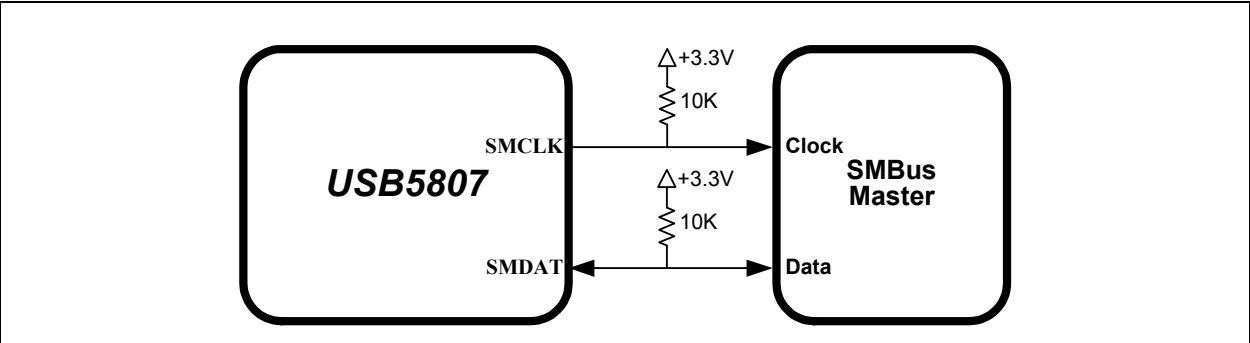 +3.3V
10K
SMCLK
Clock
USB5807
SMBus
Master
+3.3V
10K
SMDAT
Data